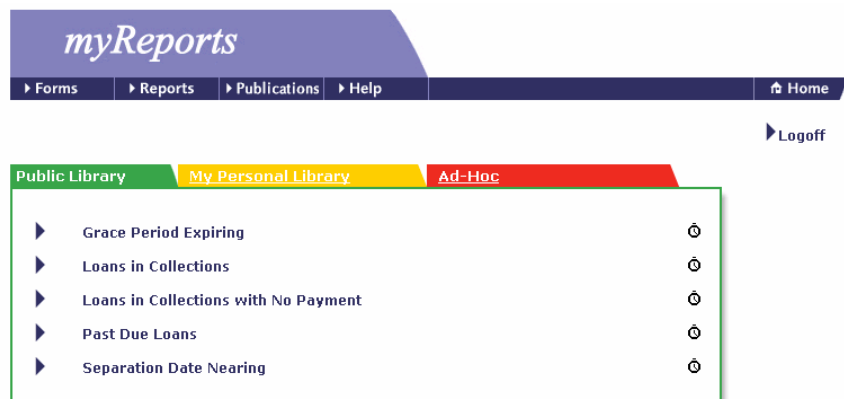 myReports
Forms Reports Publications Help Home
Logoff
Public Library My Personal Library Ad-Hoc
Grace Period Expiring
Loans in Collections
Loans in Collections with No Payment
Past Due Loans
Separation Date Nearing